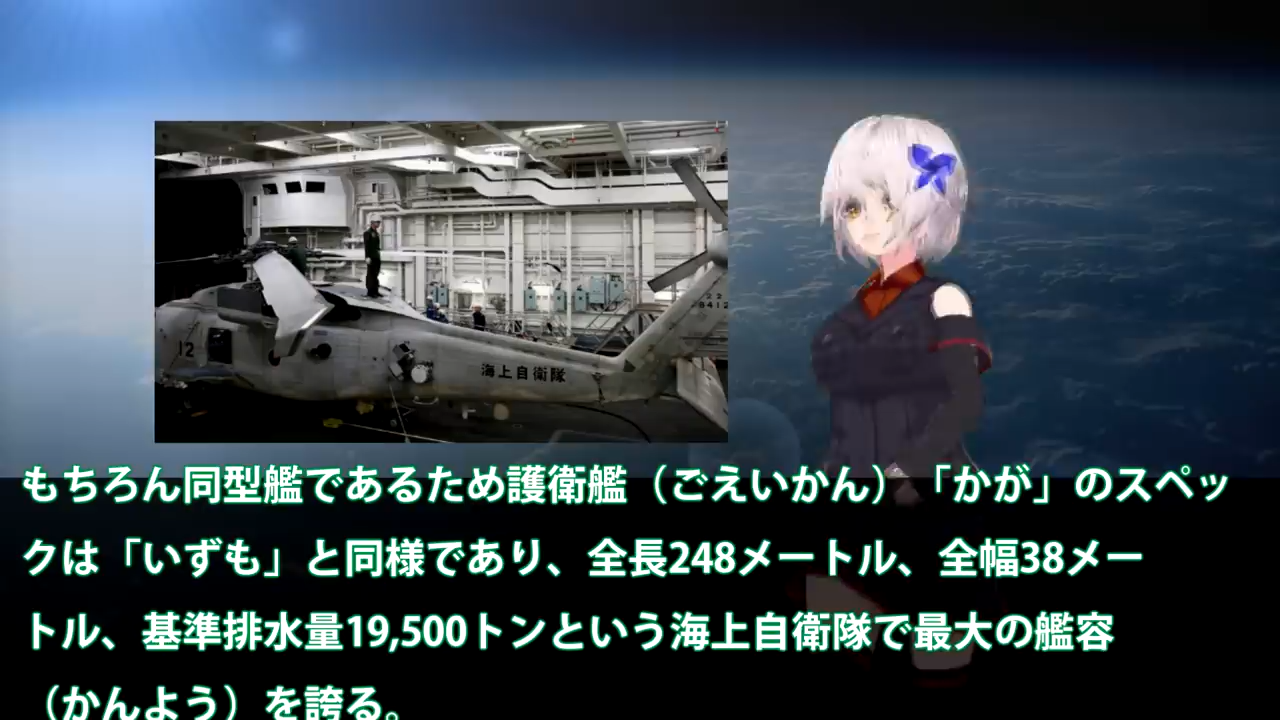 12
海上自衛隊
22
8412
もちろん同型艦であるため護衛艦（ごえいかん）「かが」のスペッ
クは「いずも」と同様であり、全長248メートル、全幅38メー
トル、基準排水量19,500トンという海上自衛隊で最大の艦容
（かんよう）を誇る。